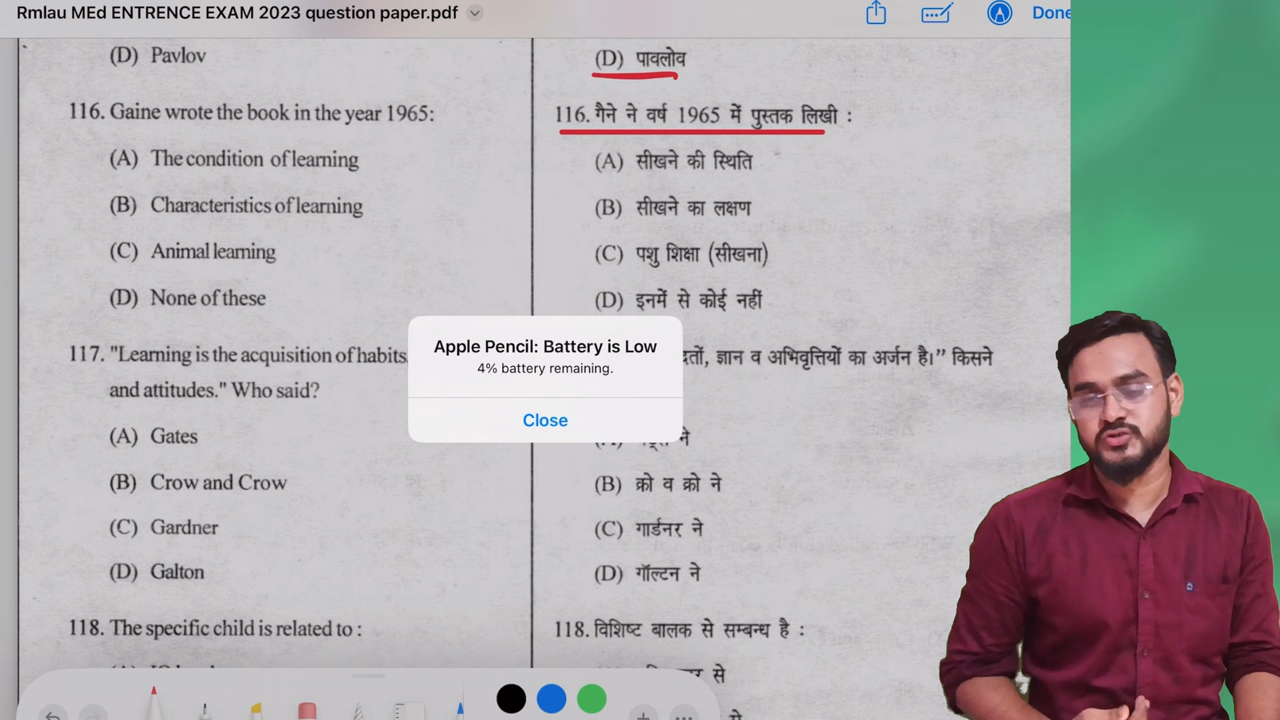 Rmlau MEd ENTRENCE EXAM 2023 question paper.pdf
Done
(D) Pavlov
116. Gaine wrote the book in the year 1965:
(A) The condition of learning
(B) Characteristics of learning
(C) Animal learning
(D) None of these
117. "Learning is the acquisition of habits
and attitudes." Who said?
(A) Gates
(B) Crow and Crow
(C) Gardner
(D) Galton
118. The specific child is related to :
(D) पावलोव
116. गैने ने वर्ष 1965 में पुस्तक लिखी :
(A) सीखने की स्थिति
(B) सीखने का लक्षण
(C) पशु शिक्षा (सीखना)
(D) इनमें से कोई नहीं
ज्ञान व अभिवृत्तियों का अर्जन है।” किसने
ने
(B) क्रो व क्रो ने
(C) गार्डनर ने
(D) गॉल्टन ने
118. विशिष्ट बालक से सम्बन्ध है :
से
Apple Pencil: Battery is Low
4% battery remaining.
Close